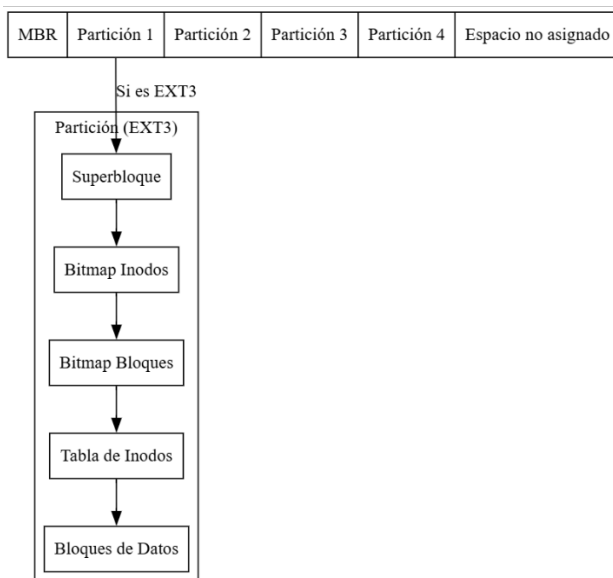 MBR Partición 1 Partición 2 Partición 3 Partición 4 Espacio no asignado
Si es EXT3
Partición (EXT3)
Superbloque
Bitmap Inodos
Bitmap Bloques
Tabla de Inodos
Bloques de Datos